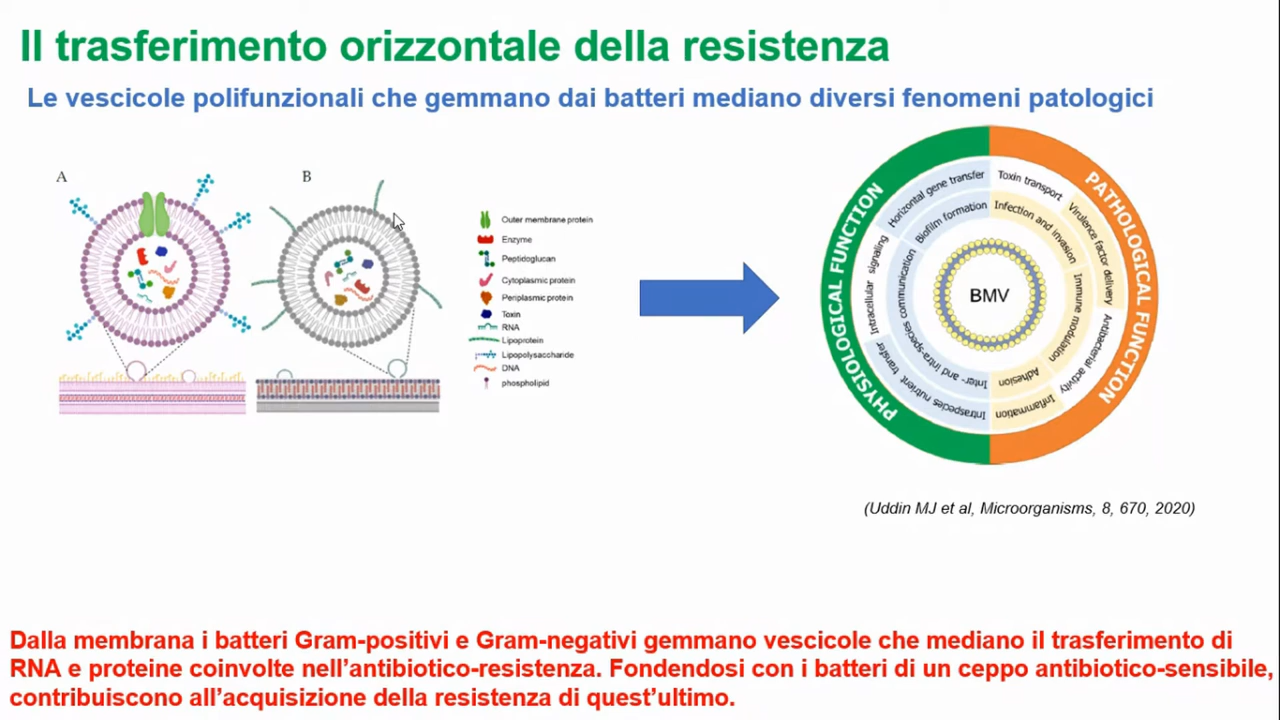 Il trasferimento orizzontale della resistenza
Le vescicole polifunzionali che gemmano dai batteri mediano diversi fenomeni patologici
A
B
Outer membrane protein
Enzyme
Peptidoglucan
Cytoplasmic protein
Periplasmic protein
Toxin
RNA
Lipoprotein
Lipopolysaccharide
DNA
phospholipid
PHYSIOLOGICAL FUNCTION
PATHOLOGICAL FUNCTION
Horizontal gene transfer
Intracellular signaling
Intraspecies nutrient transfer
Biofilm formation
Inter- and intra-species communication
Toxin transport
Virulence factor delivery
Antibacteria activity
Inflammation
Infection and invasion
Immune modulation
Adhesion
BMV
(Uddin MJ et al, Microorganisms, 8, 670, 2020)
Dalla membrana i batteri Gram-positivi e Gram-negativi gemmano vescicole che mediano il trasferimento di
RNA e proteine coinvolte nell'antibiotico-resistenza. Fondendosi con i batteri di un ceppo antibiotico-sensibile,
contribuiscono all'acquisizione della resistenza di quest'ultimo.